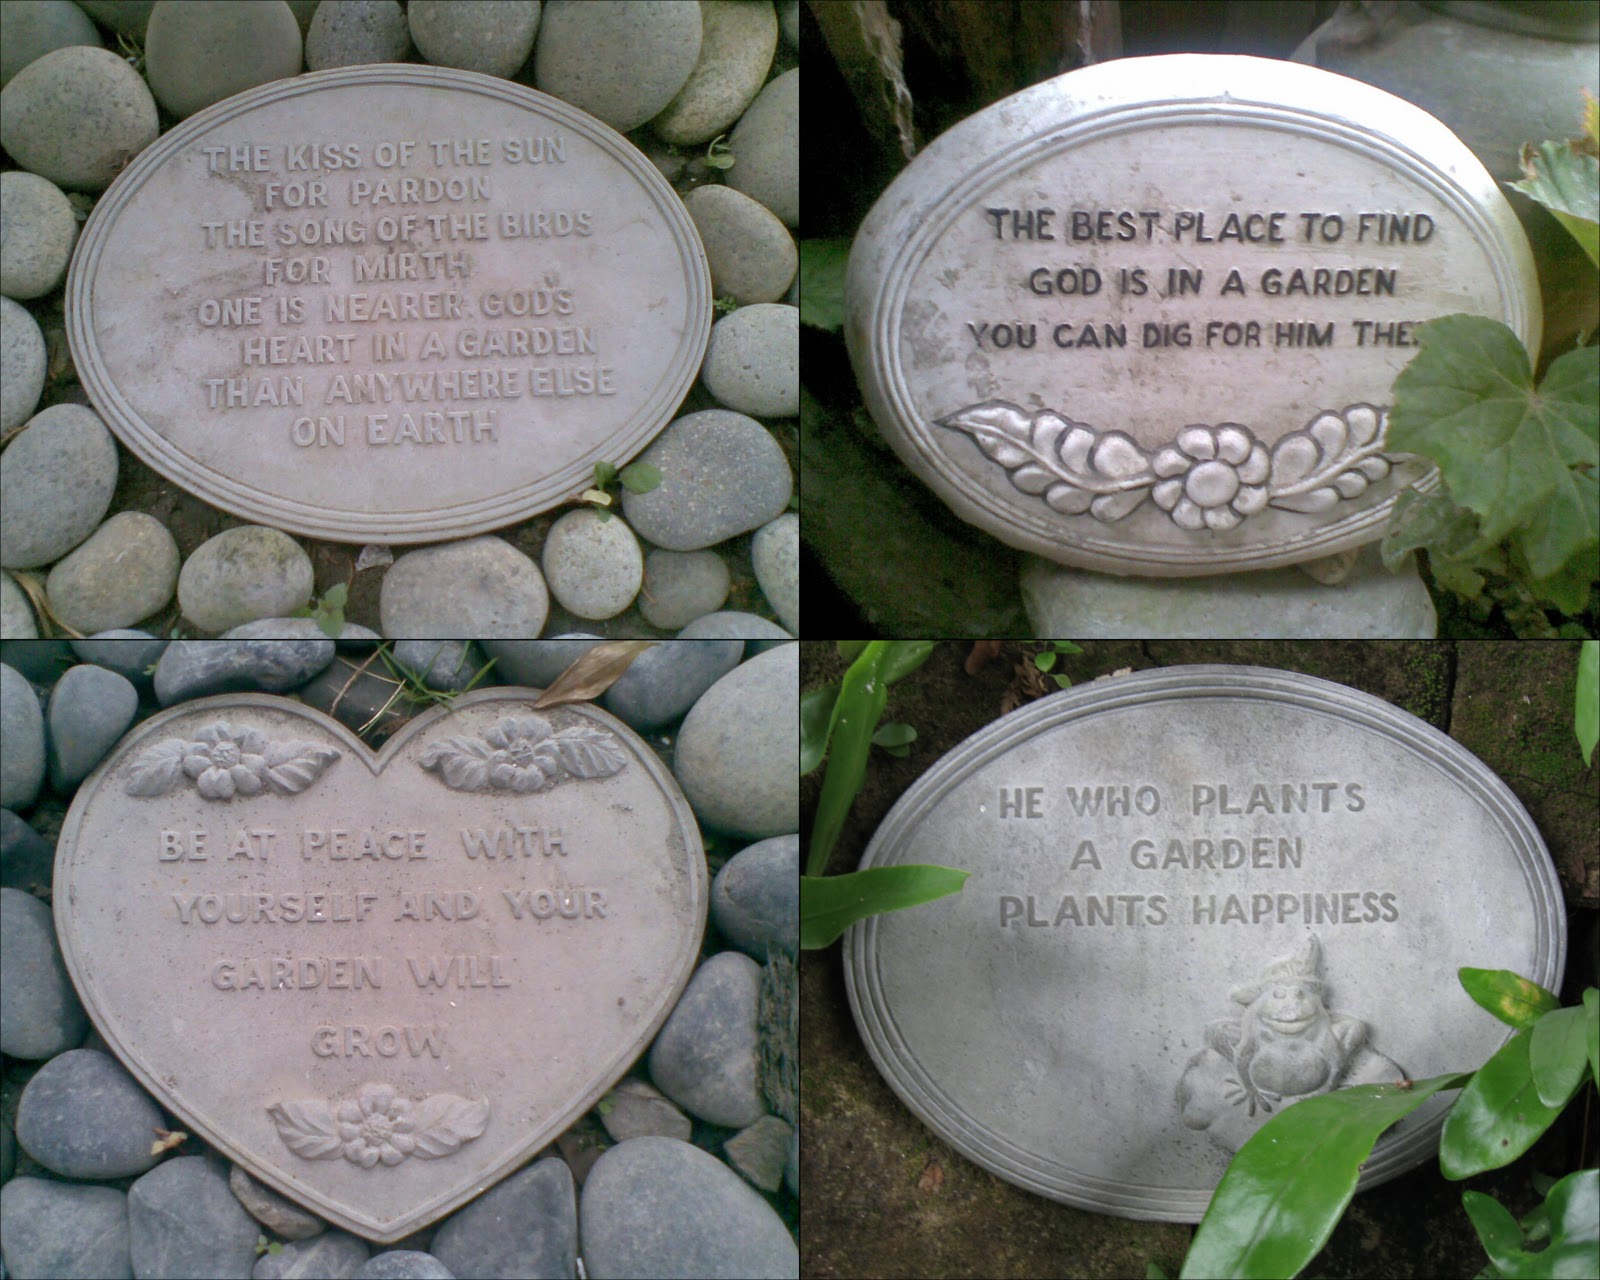 THE KISS OF THE SUN
FOR PARDON
THE SONG OF THE BIRDS
FOR MIRTH
ONE IS NEARER GOD'S
HEART IN A GARDEN
THAN ANYWHERE ELSE
ON EARTH
THE BEST PLACE TO FIND
GOD IS IN A GARDEN
YOU CAN DIG FOR HIM
BE AT PEACE WITH
YOURSELF AND YOUR
GARDEN WILL
GROW
HE WHO PLANTS
A GARDEN
PLANTS HAPPINESS